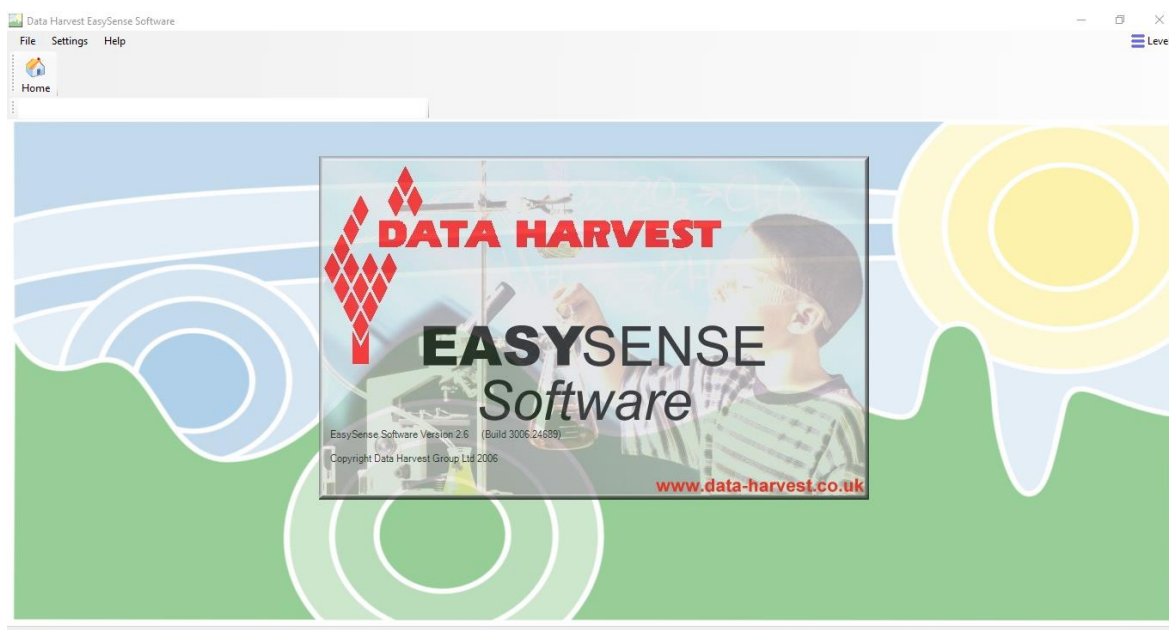 Data Harvest EasySense Software
File Settings Help
Leve
Home
DATA HARVEST
EASYSENSE
Software
EasySense Software Version 2.6 (Build 3006.24689)
Copyright Data Harvest Group Ltd 2006
www.data-harvest.co.uk